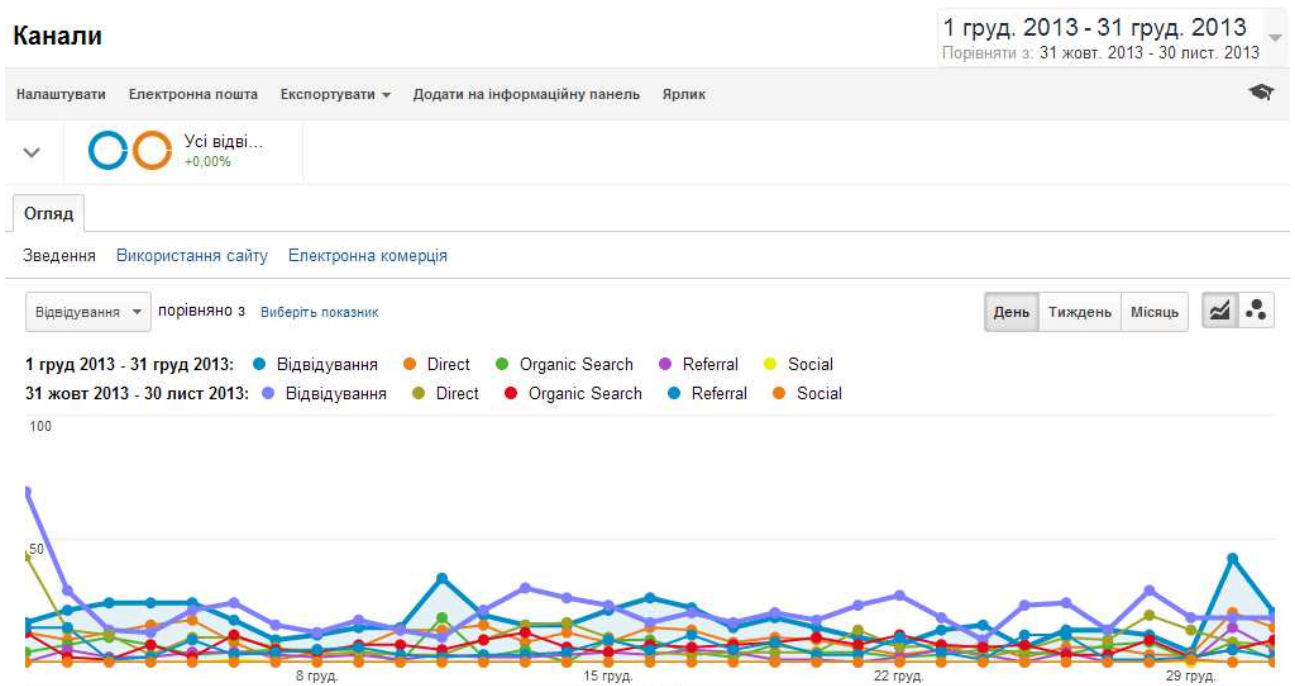 Канали
1 груд. 2013 - 31 груд. 2013
Порівняти з: 31 жовт. 2013 - 30 лист. 2013
Налаштувати Електронна пошта Експортувати Додати на інформаційну панель Ярлик
Усі відві...
+0,00%
Огляд
Зведення Використання сайту Електронна комерція
Відвідування порівняно з Виберіть показник День Тиждень Місяць
1 груд 2013 - 31 груд 2013: Відвідування Direct Organic Search Referral Social
31 жовт 2013 - 30 лист 2013: Відвідування Direct Organic Search Referral Social
100
50
8 груд. 15 груд. 22 груд. 29 груд.